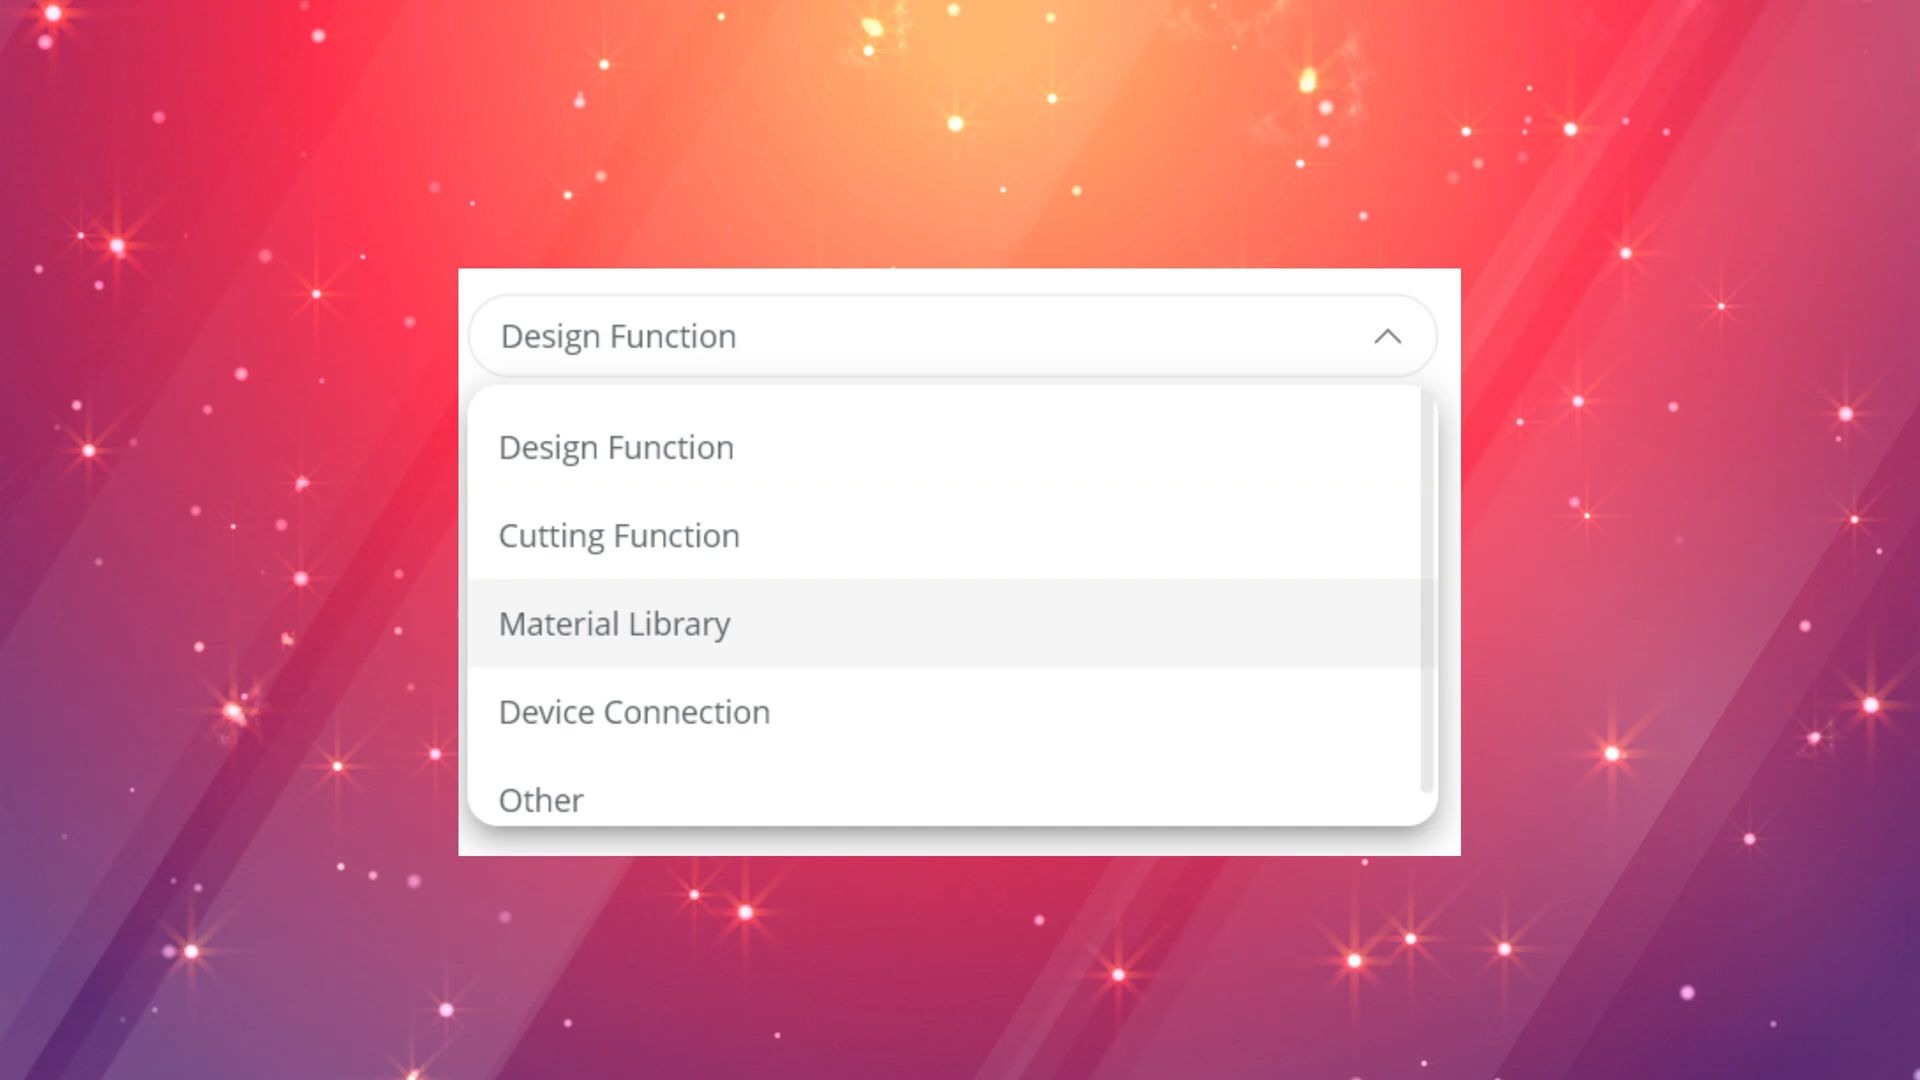 Design Function
Design Function
Cutting Function
Material Library
Device Connection
Other